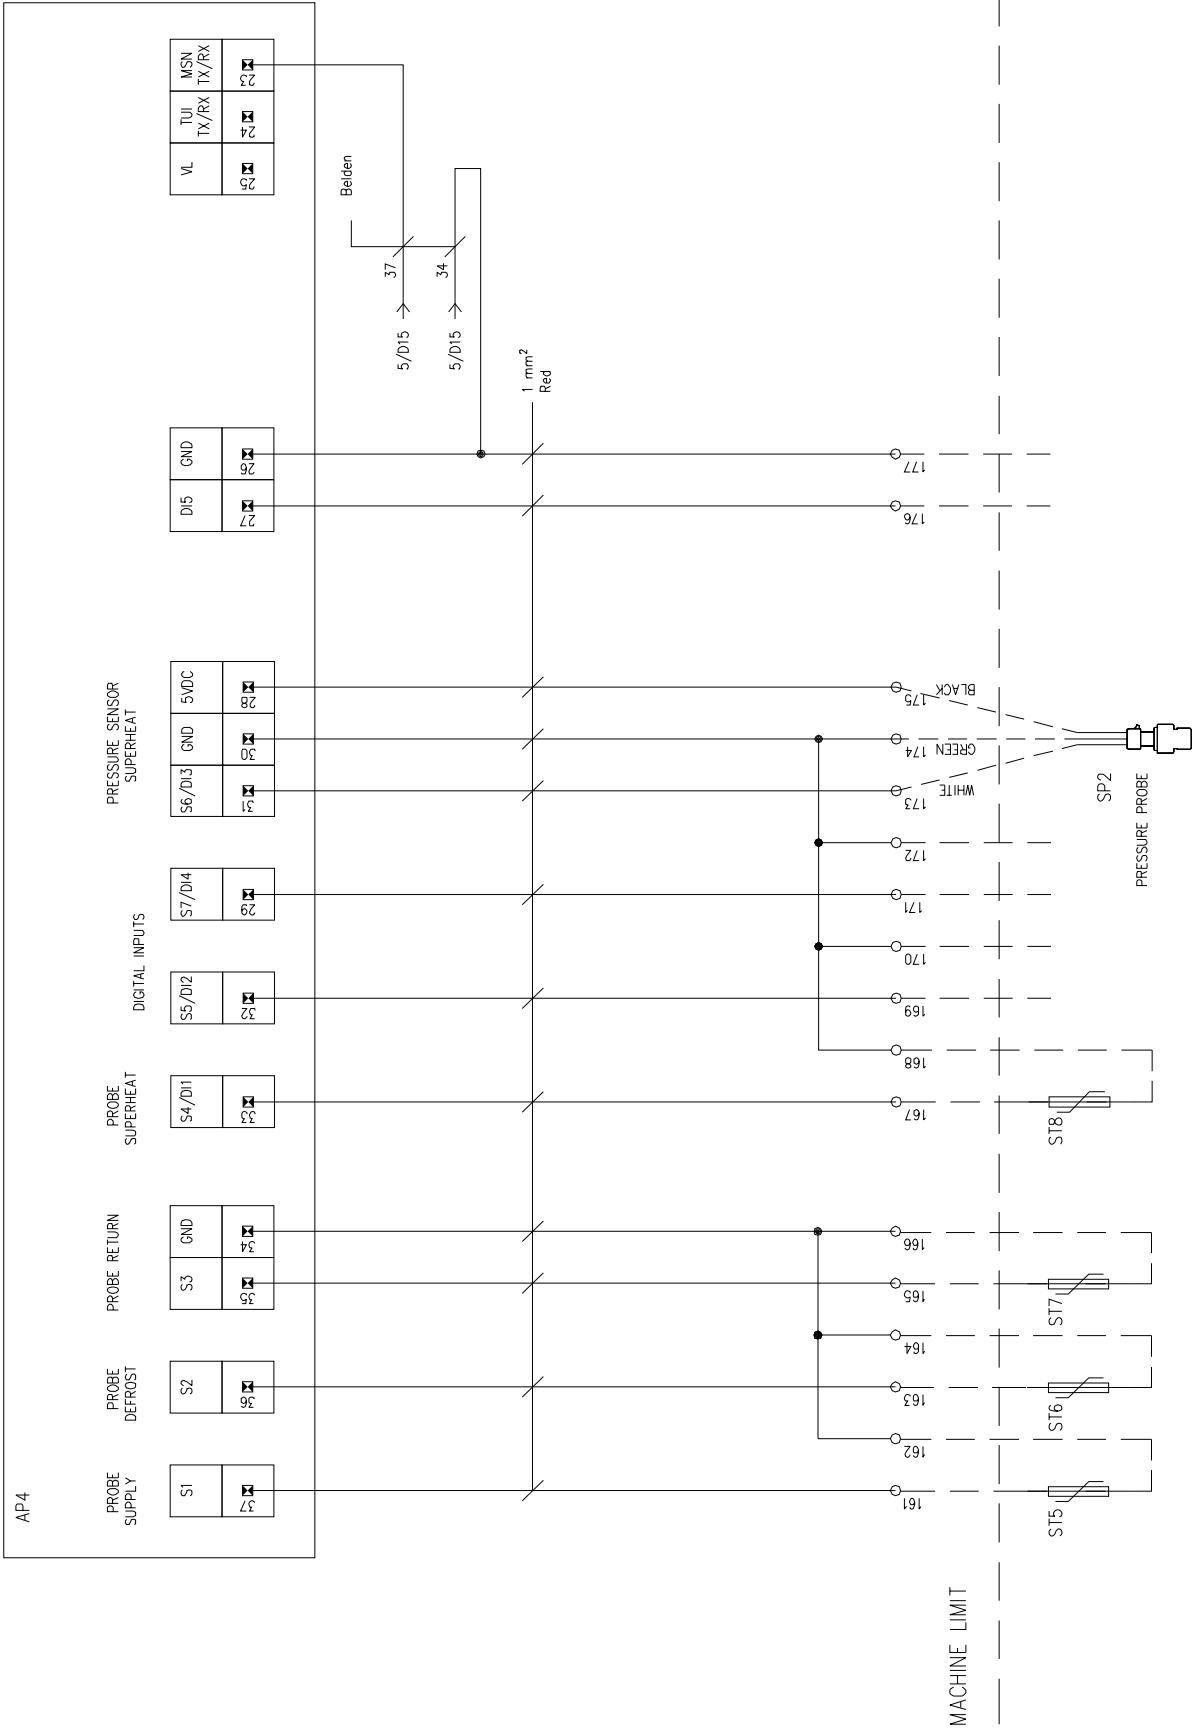 AP4
PROBE
SUPPLY
PROBE
DEFROST
PROBE RETURN
PROBE
SUPERHEAT
DIGITAL INPUTS
PRESSURE SENSOR
SUPERHEAT
S1
S2
S3
GND
S4/DI1
S5/DI2
S7/DI4
S6/DI3
GND
5VDC
DI5
GND
VL
TUI
TX/RX
MSN
TX/RX
37
36
35
34
33
32
29
31
30
28
27
26
25
24
23
Belden
37
34
5/D15
5/D15
1 mm²
Red
161
162
163
164
165
166
167
168
169
170
171
172
173
174
175
176
177
WHITE
GREEN
BLACK
MACHINE LIMIT
ST5
ST6
ST7
ST8
SP2
PRESSURE PROBE